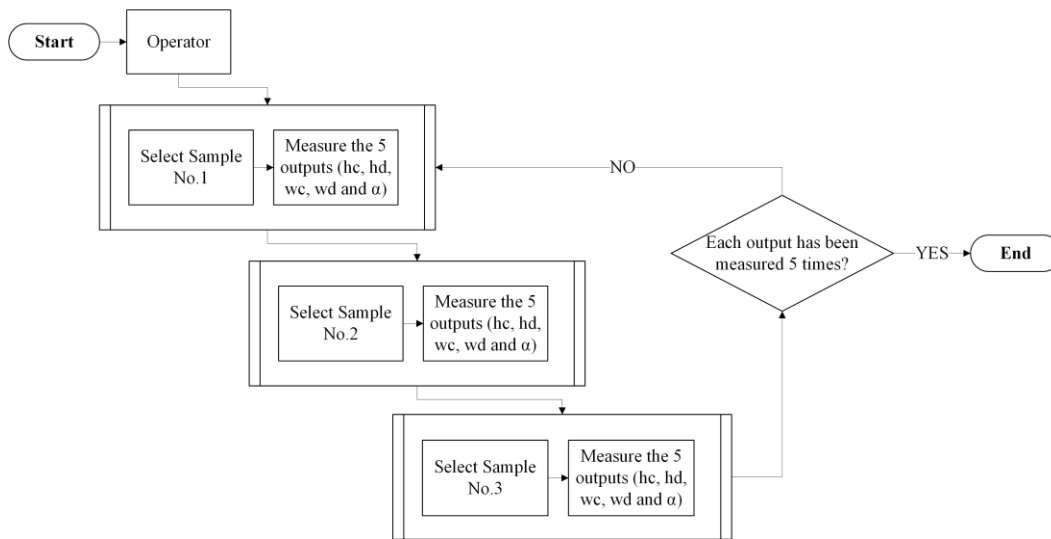 Start
Operator
Select Sample
No.1
Measure the 5
outputs (hc, hd,
wc, wd and α)
NO
Each output has been
measured 5 times?
YES
End
Select Sample
No.2
Measure the 5
outputs (hc, hd,
wc, wd and α)
Select Sample
No.3
Measure the 5
outputs (hc, hd,
wc, wd and α)